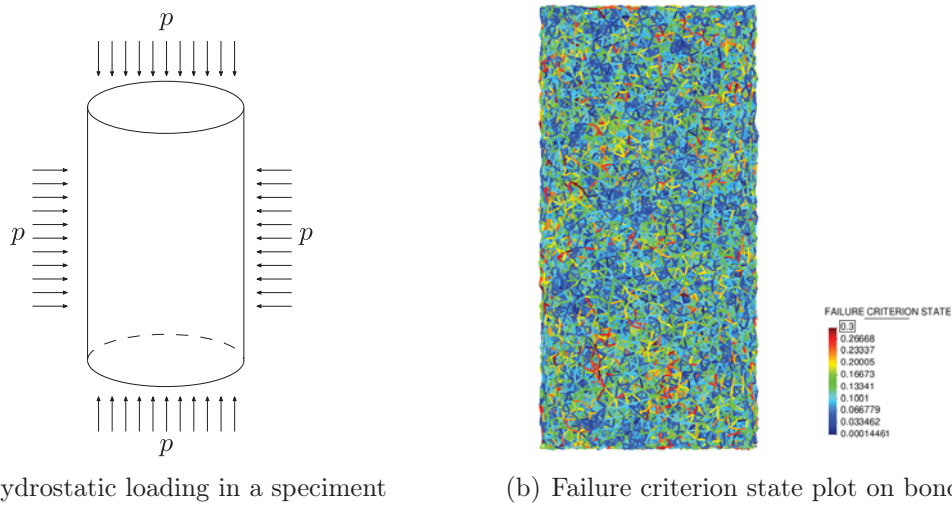 p
p
p
p
ydrostatic loading in a speciment
FAILURE CRITERION STATE
0.3
0.26668
0.23337
0.20005
0.16673
0.13341
0.1001
0.066779
0.033462
0.00014461
(b) Failure criterion state plot on bond